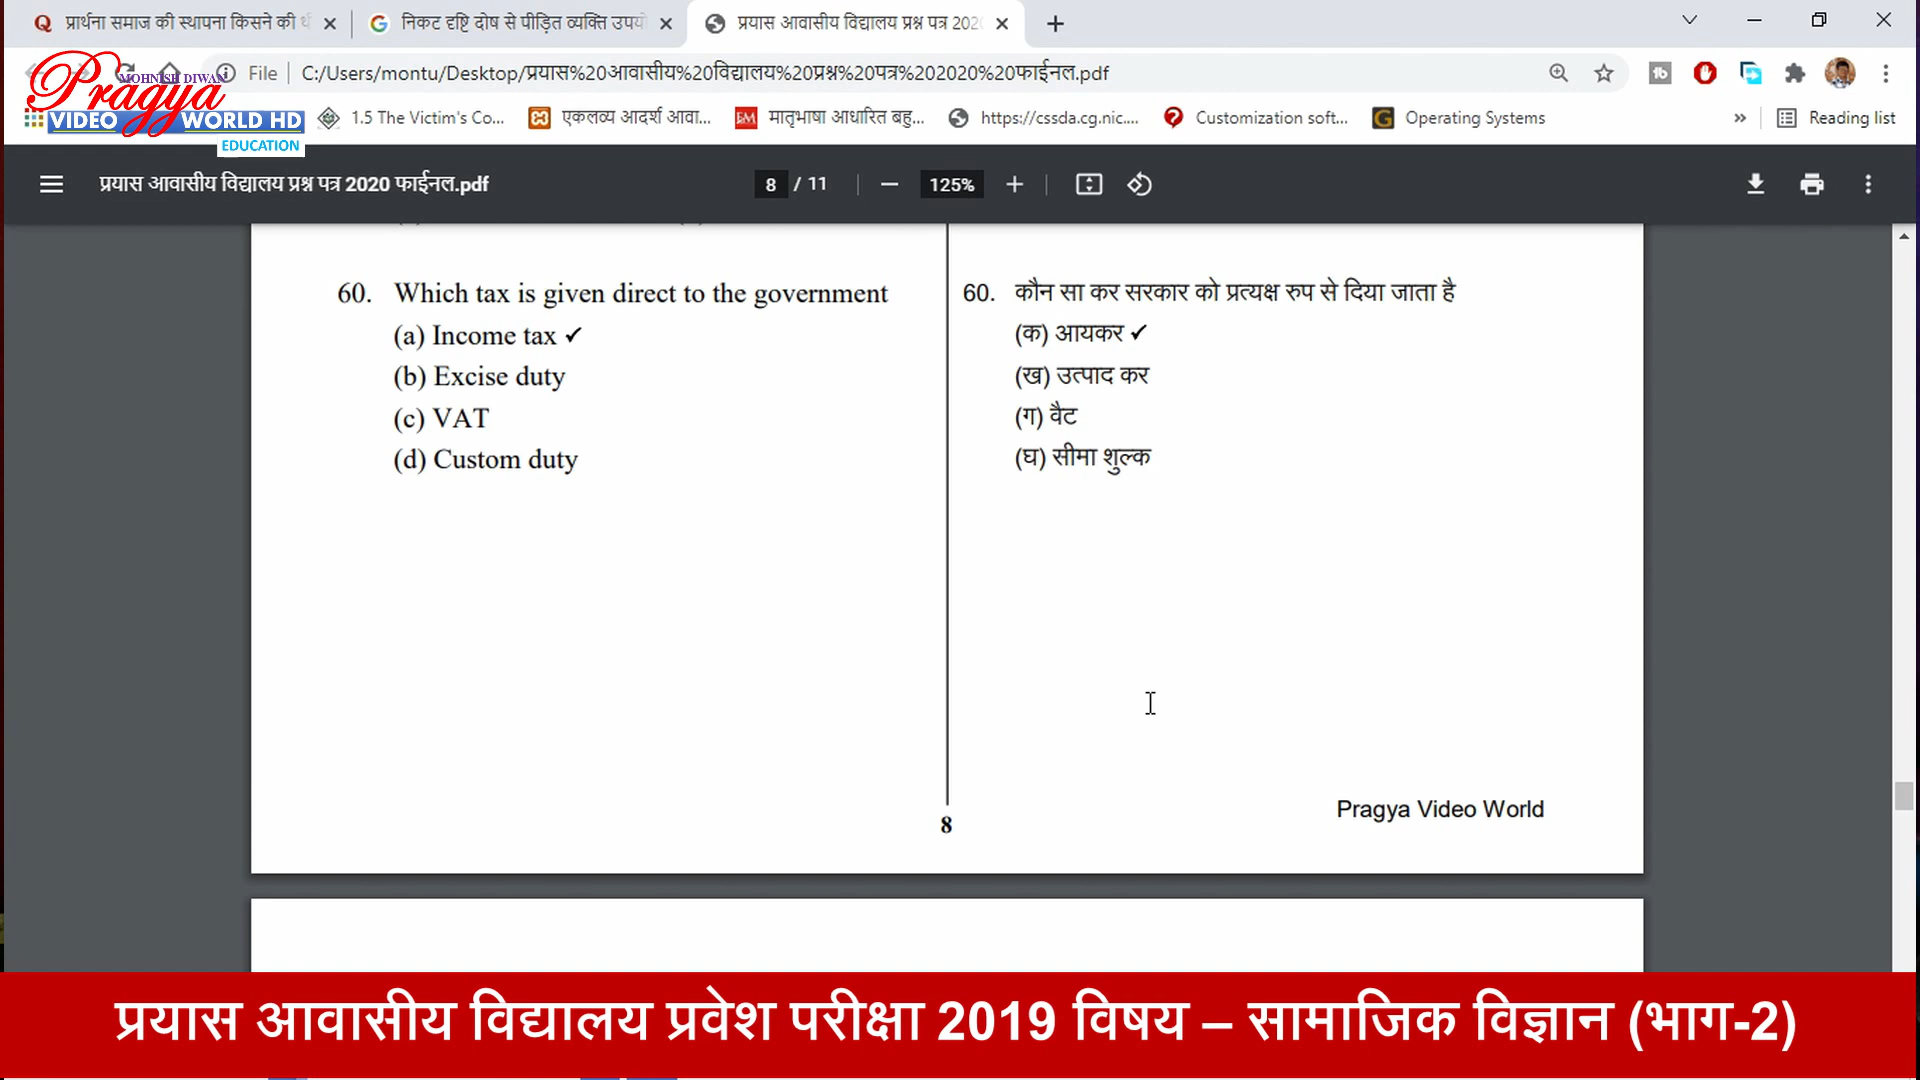 प्रार्थना समाज की स्थापना किसने की थी
निकट दृष्टि दोष से पीड़ित व्यक्ति उपयो
प्रयास आवासीय विद्यालय प्रश्न पत्र 202
File
C:/Users/montu/Desktop/प्रयास%20आवासीय%20विद्यालय%20प्रश्न%20पत्र%202020%20फाईनल.pdf
MOHNISH DIWAN
Pragya
VIDEO WORLD HD
EDUCATION
1.5 The Victim's Co...
एकलव्य आदर्श आवा...
मातृभाषा आधारित बहु...
https://cssda.cg.nic....
Customization soft...
Operating Systems
»
Reading list
प्रयास आवासीय विद्यालय प्रश्न पत्र 2020 फाईनल.pdf
8 / 11
125%
60. Which tax is given direct to the government
(a) Income tax ✓
(b) Excise duty
(c) VAT
(d) Custom duty
60. कौन सा कर सरकार को प्रत्यक्ष रुप से दिया जाता है
(क) आयकर ✓
(ख) उत्पाद कर
(ग) वैट
(घ) सीमा शुल्क
Pragya Video World
8
प्रयास आवासीय विद्यालय प्रवेश परीक्षा 2019 विषय – सामाजिक विज्ञान (भाग-2)